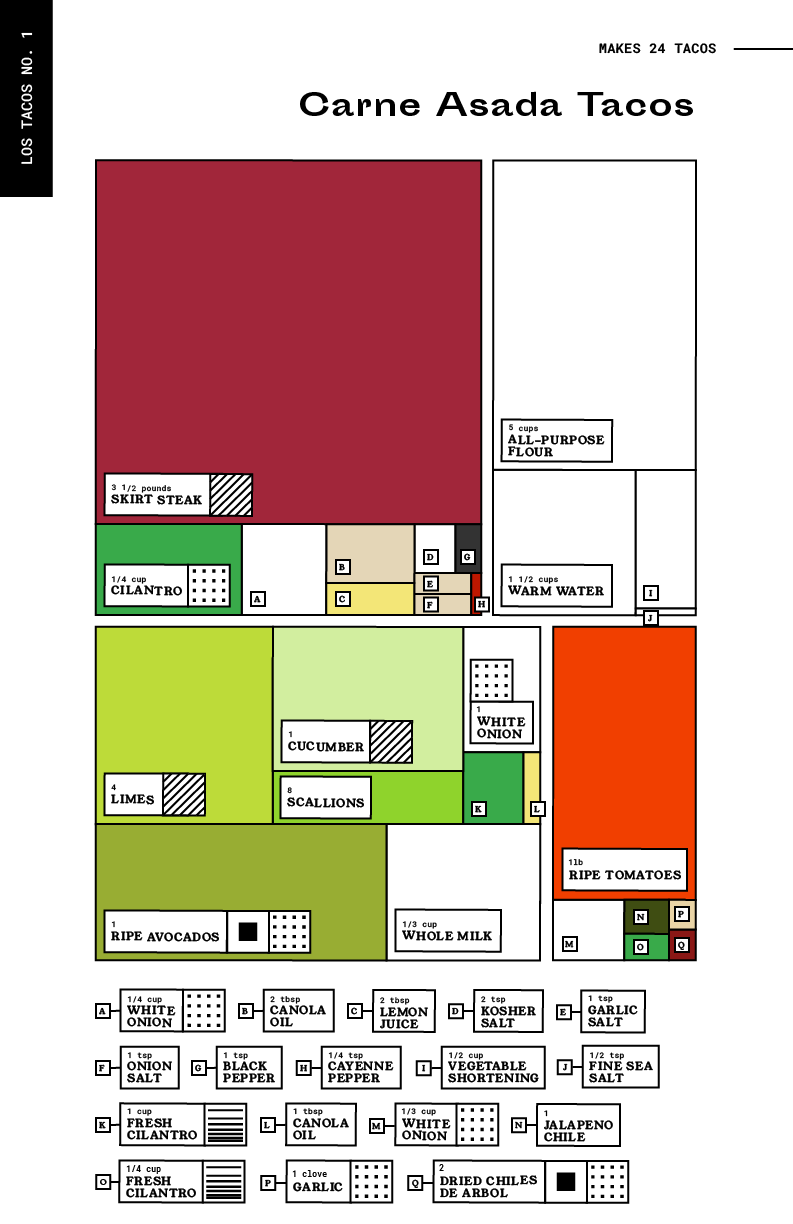 LOS TACOS NO. 1
MAKES 24 TACOS
Carne Asada Tacos
3 1/2 pounds
SKIRT STEAK
5 cups
ALL-PURPOSE
FLOUR
1/4 cup
CILANTRO
A
B
C
D
G
E
F
H
1 1/2 cups
WARM WATER
I
J
4
LIMES
1
CUCUMBER
8
SCALLIONS
1
WHITE
ONION
K
L
1
RIPE AVOCADOS
1/3 cup
WHOLE MILK
1lb
RIPE TOMATOES
M
N
O
P
Q
A
1/4 cup
WHITE
ONION
B
2 tbsp
CANOLA
OIL
C
2 tbsp
LEMON
JUICE
D
2 tsp
KOSHER
SALT
E
1 tsp
GARLIC
SALT
F
1 tsp
ONION
SALT
G
1 tsp
BLACK
PEPPER
H
1/4 tsp
CAYENNE
PEPPER
I
1/2 cup
VEGETABLE
SHORTENING
J
1/2 tsp
FINE SEA
SALT
K
1 cup
FRESH
CILANTRO
L
1 tbsp
CANOLA
OIL
M
1/3 cup
WHITE
ONION
N
1
JALAPENO
CHILE
O
1/4 cup
FRESH
CILANTRO
P
1 clove
GARLIC
Q
2
DRIED CHILES
DE ARBOL